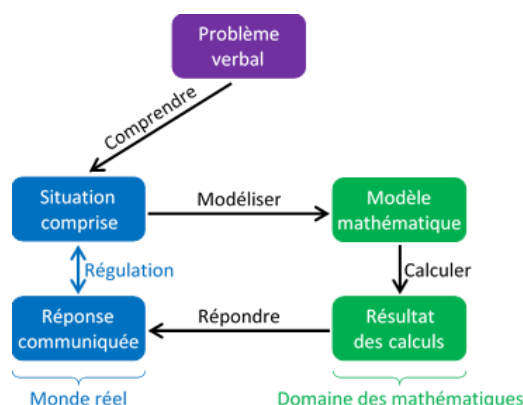 Problème
verbal
Comprendre
Situation
comprise
Modéliser
Modèle
mathématique
Régulation
Calculer
Réponse
communiquée
Répondre
Résultat
des calculs
Monde réel
Domaine des mathématiques